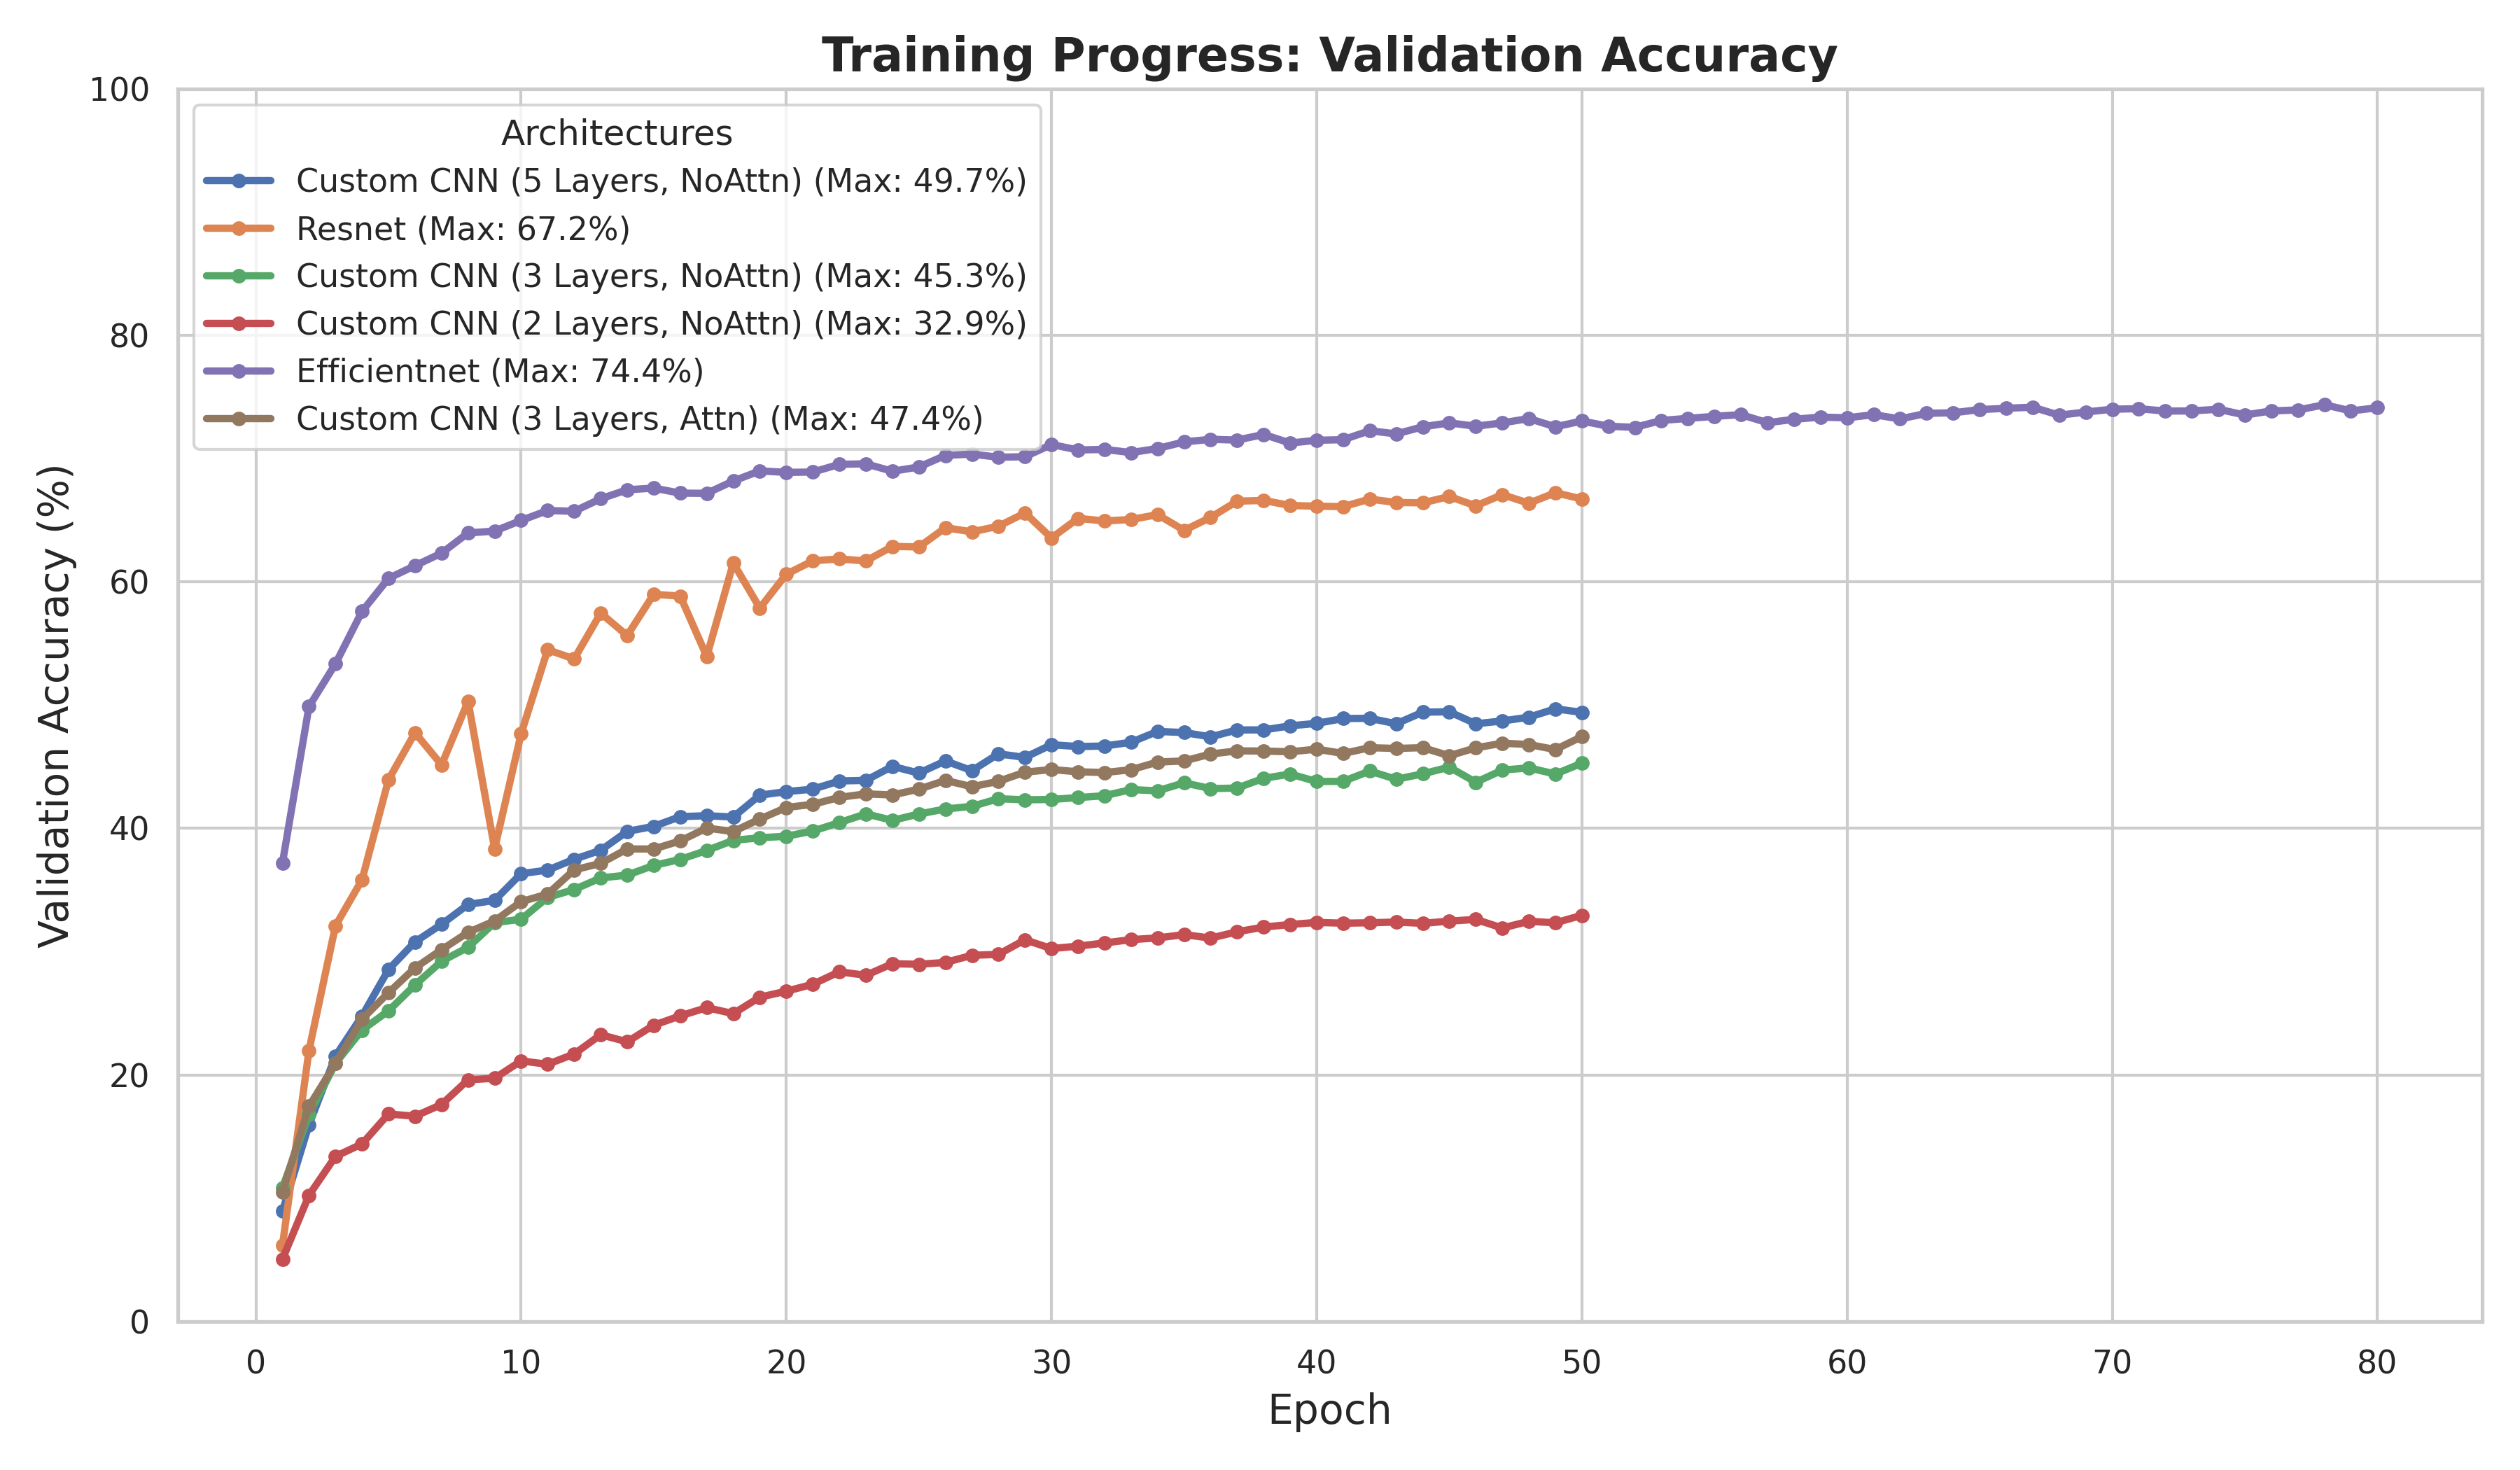 Training Progress: Validation Accuracy
Validation Accuracy (%)
100
80
60
40
20
0
Architectures
Custom CNN (5 Layers, NoAttn) (Max: 49.7%)
Resnet (Max: 67.2%)
Custom CNN (3 Layers, NoAttn) (Max: 45.3%)
Custom CNN (2 Layers, NoAttn) (Max: 32.9%)
Efficientnet (Max: 74.4%)
Custom CNN (3 Layers, Attn) (Max: 47.4%)
0 10 20 30 40 50 60 70 80
Epoch